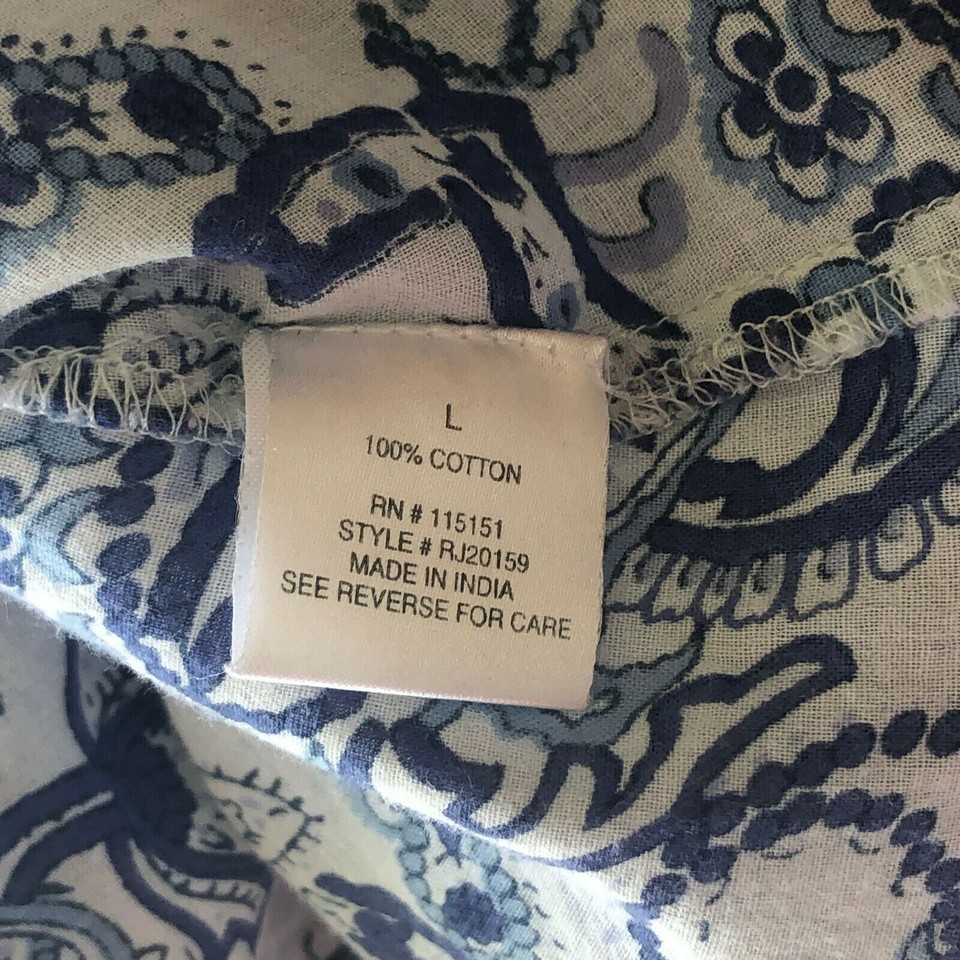 L
100% COTTON
RN # 115151
STYLE # RJ20159
MADE IN INDIA
SEE REVERSE FOR CARE